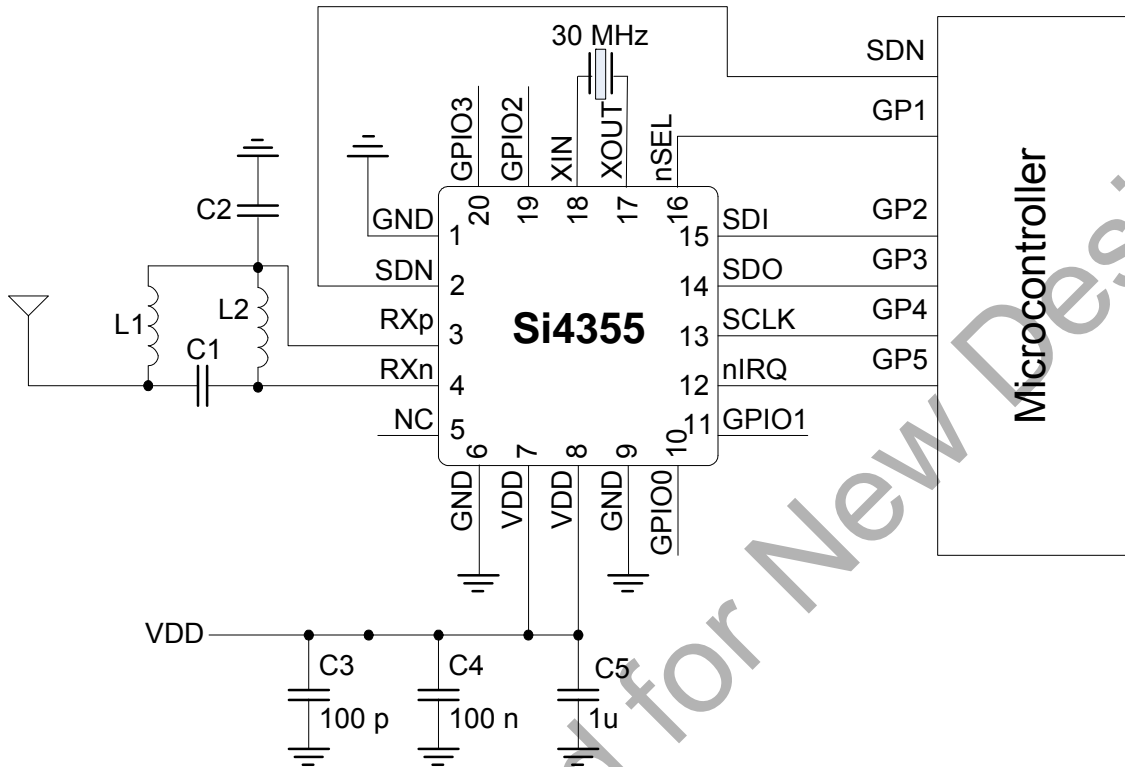 30 MHz
SDN
GP1
GPIO3
GPIO2
XIN
XOUT
nSEL
20
19
18
17
16
C2
GND
1
15
SDI
GP2
SDN
2
14
SDO
GP3
L1
L2
RXp
3
Si4355
13
SCLK
GP4
C1
RXn
4
12
nIRQ
GP5
NC
5
11
GPIO1
Microcontroller
6
7
8
9
10
GND
VDD
VDD
GND
GPIO0
VDD
C3
C4
C5
100 p
100 n
1u
d for New Desi